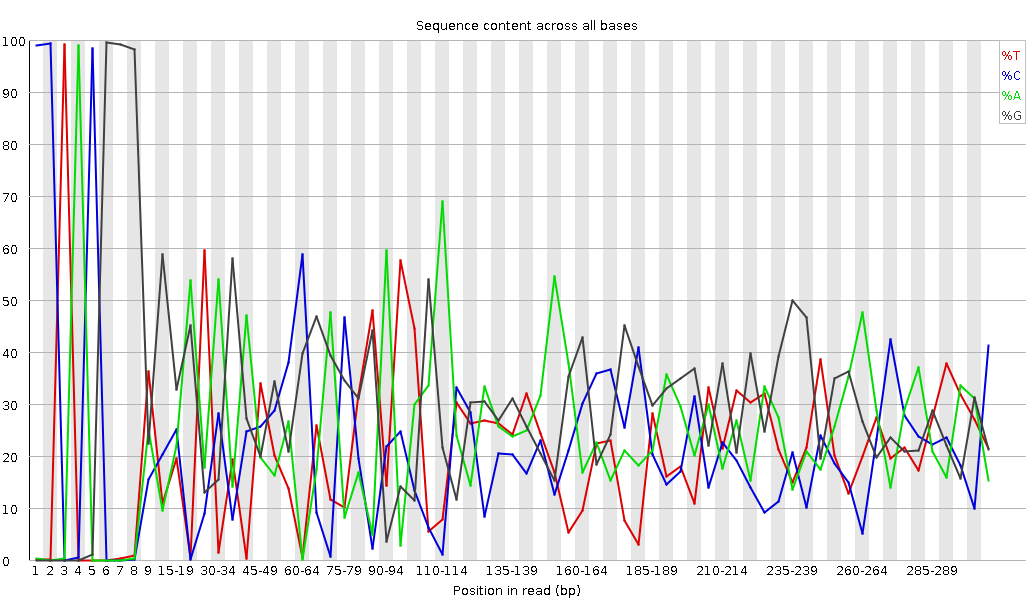 Sequence content across all bases
100
90
80
70
60
50
40
30
20
10
0
%T
%C
%A
%G
1 2 3 4 5 6 7 8 9 15-19 30-34 45-49 60-64 75-79 90-94 110-114 135-139 160-164 185-189 210-214 235-239 260-264 285-289
Position in read (bp)